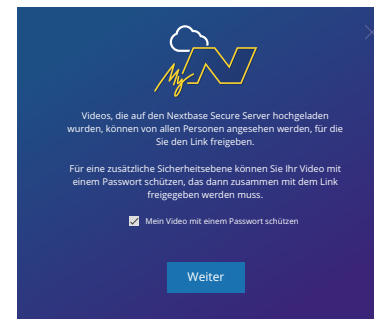 My N
Videos, die auf den Nextbase Secure Server hochgeladen
wurden, können von allen Personen angesehen werden, für die
Sie den Link freigeben.
Für eine zusätzliche Sicherheitsebene können Sie Ihr Video mit
einem Passwort schützen, das dann zusammen mit dem Link
freigegeben werden muss.
Mein Video mit einem Passwort schützen
Weiter